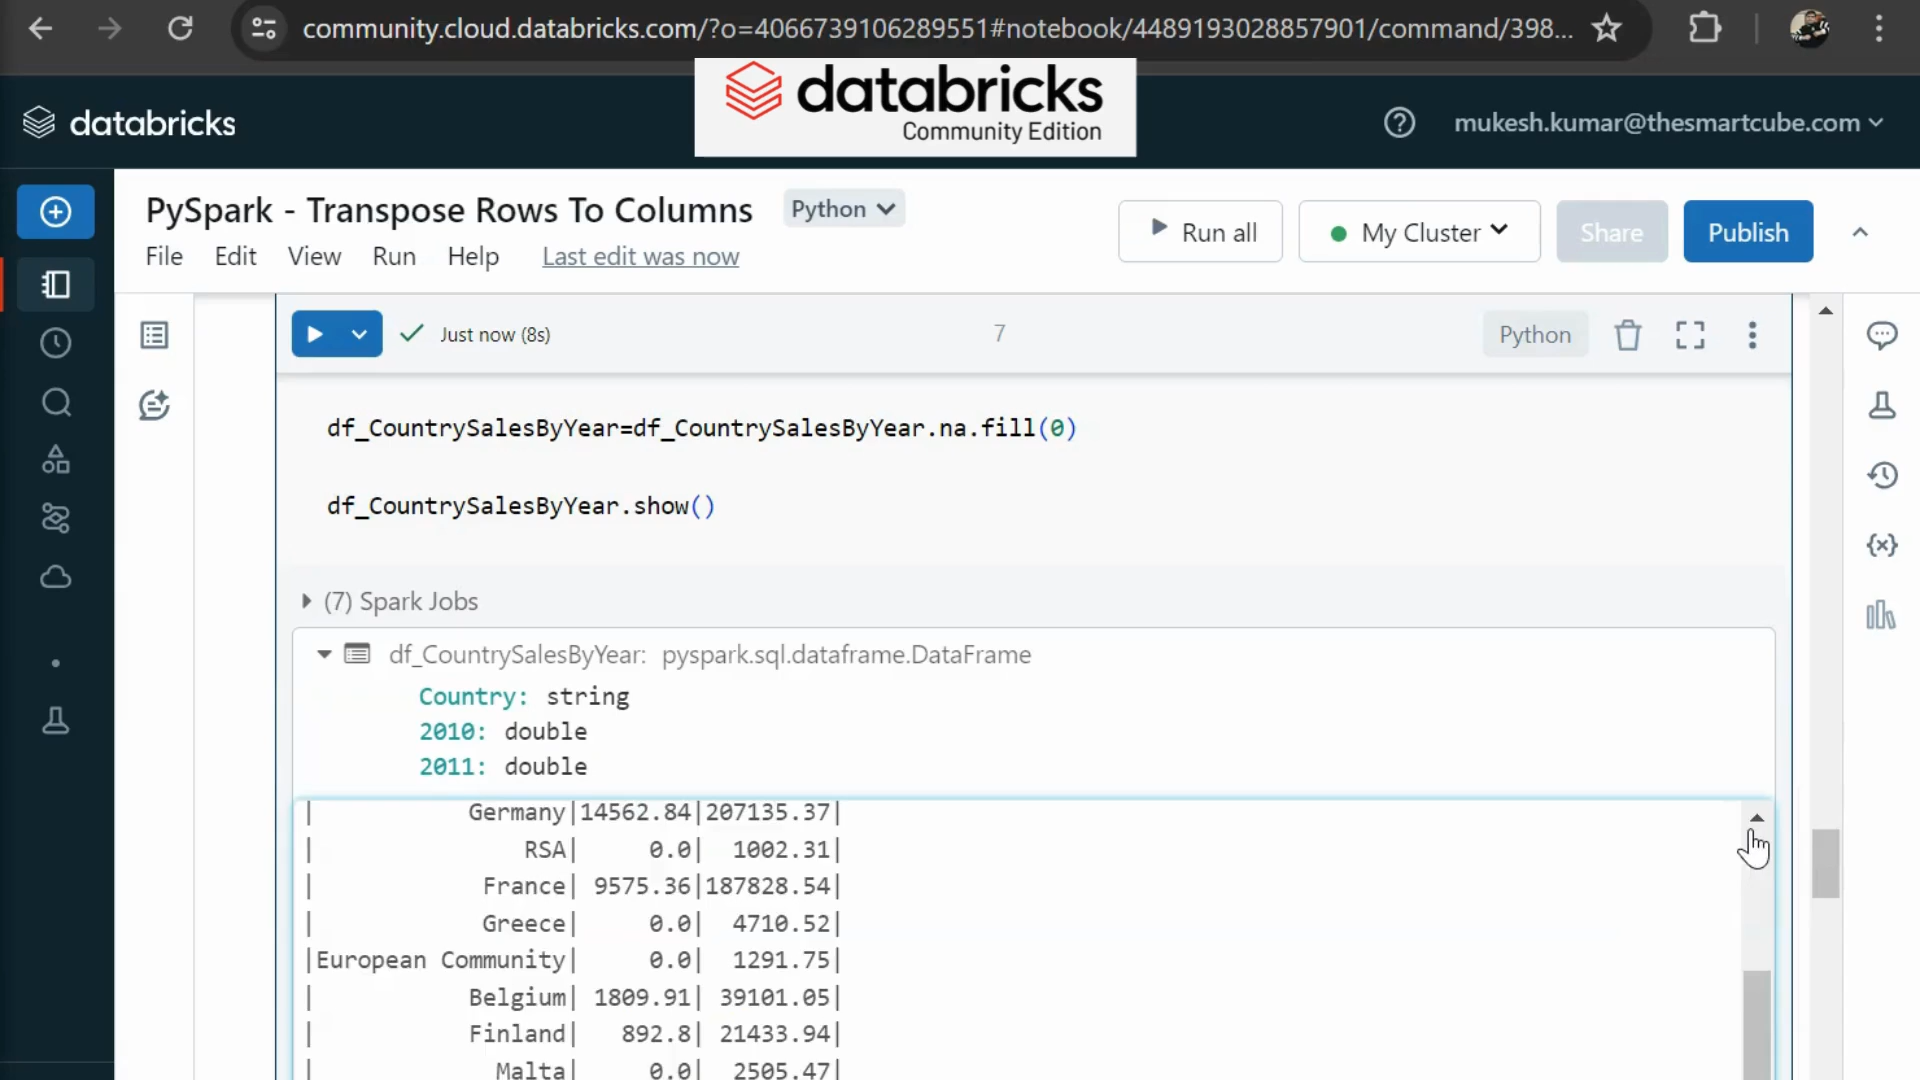 community.cloud.databricks.com/?o=4066739106289551#notebook/4489193028857901/command/398...
databricks
Community Edition
databricks
mukesh.kumar@thesmartcube.com
PySpark - Transpose Rows To Columns
Python
File Edit View Run Help Last edit was now
Run all
My Cluster
Share
Publish
Just now (8s)
7
Python
df_CountrySalesByYear=df_CountrySalesByYear.na.fill(0)
df_CountrySalesByYear.show()
(7) Spark Jobs
df_CountrySalesByYear: pyspark.sql.dataframe.DataFrame
Country: string
2010: double
2011: double
| Germany|14562.84|207135.37|
| RSA| 0.0| 1002.31|
| France| 9575.36|187828.54|
| Greece| 0.0| 4710.52|
|European Community| 0.0| 1291.75|
| Belgium| 1809.91| 39101.05|
| Finland| 892.8| 21433.94|
| Malta| 0.0| 2505.47|